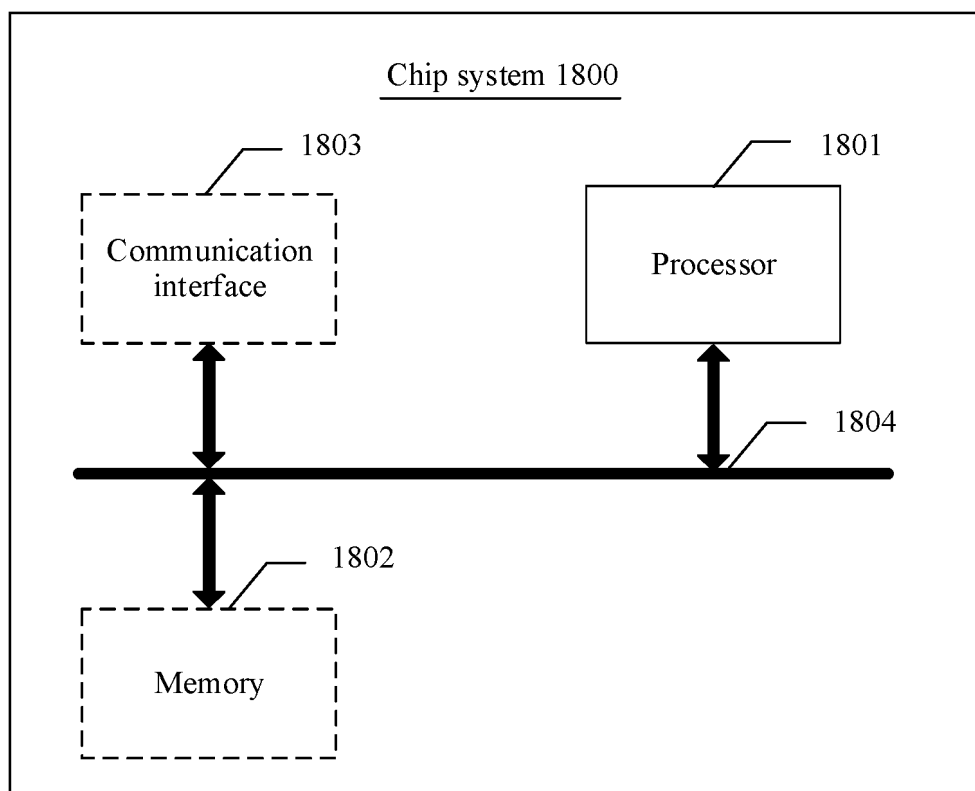 Chip system 1800
1803
1801
Communication
interface
Processor
1804
1802
Memory